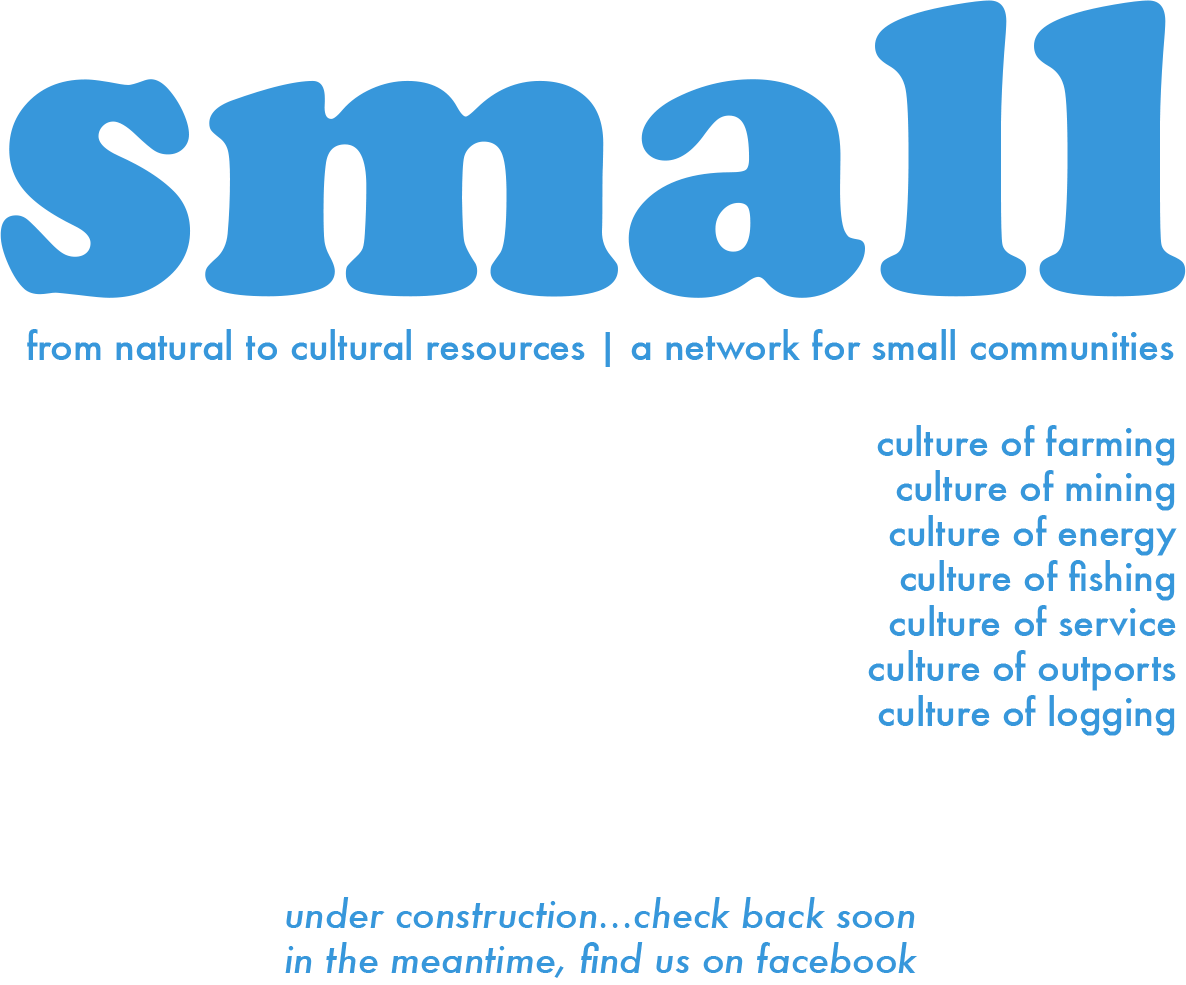 small
from natural to cultural resources | a network for small communities
culture of farming
culture of mining
culture of energy
culture of fishing
culture of service
culture of outports
culture of logging
under construction...check back soon
in the meantime, find us on facebook